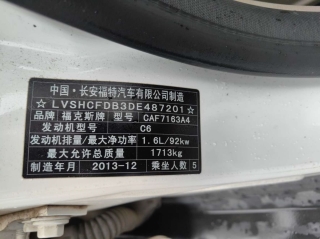 中国·长安福特汽车有限公司制造
☆LVSHCFDB3DE487201☆
品牌 福克斯牌 型号 CAF7163A4
发动机型号 C6
发动机排量/最大净功率 1.6L/92kw
最大允许总质量 1713kg
制造年月 2013-12 乘坐人数 5